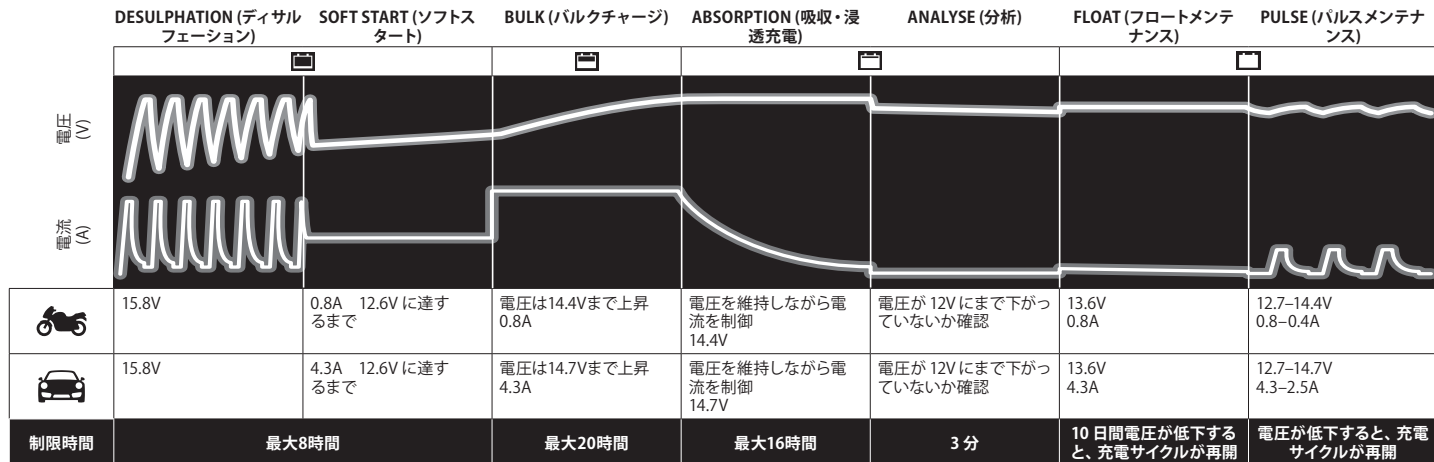 DESULPHATION (ディサル
フェーション)
SOFT START (ソフトス
タート)
BULK (バルクチャージ)
ABSORPTION (吸収・浸
透充電)
ANALYSE (分析)
FLOAT (フロートメンテ
ナンス)
PULSE (パルスメンテナ
ンス)
電圧
(V)
電流
(A)
15.8V
0.8A 12.6V に達す
るまで
電圧は14.4Vまで上昇
0.8A
電圧を維持しながら電
流を制御
14.4V
電圧が 12V にまで下がっ
ていないか確認
13.6V
0.8A
12.7–14.4V
0.8–0.4A
15.8V
4.3A 12.6V に達す
るまで
電圧は14.7Vまで上昇
4.3A
電圧を維持しながら電
流を制御
14.7V
電圧が 12V にまで下がっ
ていないか確認
13.6V
4.3A
12.7–14.7V
4.3–2.5A
制限時間
最大8時間
最大20時間
最大16時間
3 分
10 日間電圧が低下する
と、充電サイクルが再開
電圧が低下すると、充電
サイクルが再開